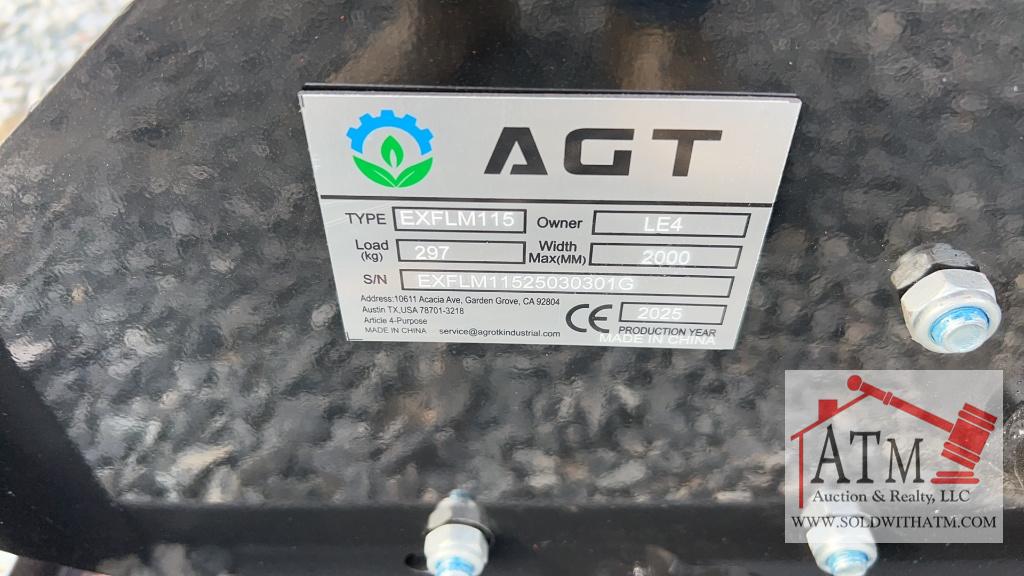 AGT
TYPE EXFLM115 Owner LE4
Load (kg) 297 Width Max(MM) 2000
S/N EXFLM11525030301G
Address:10611 Acacia Ave, Garden Grove, CA 92804
Austin TX,USA 78701-3218
Article 4-Purpose
MADE IN CHINA service@agrotkindustrial.com
CE 2025
PRODUCTION YEAR
MADE IN CHINA
ATM
Auction & Realty, LLC
WWW.SOLDWITHATM.COM